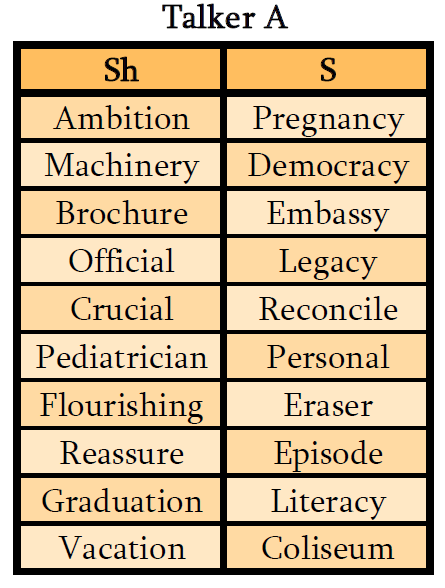 Talker A
Sh S
Ambition Pregnancy
Machinery Democracy
Brochure Embassy
Official Legacy
Crucial Reconcile
Pediatrician Personal
Flourishing Eraser
Reassure Episode
Graduation Literacy
Vacation Coliseum